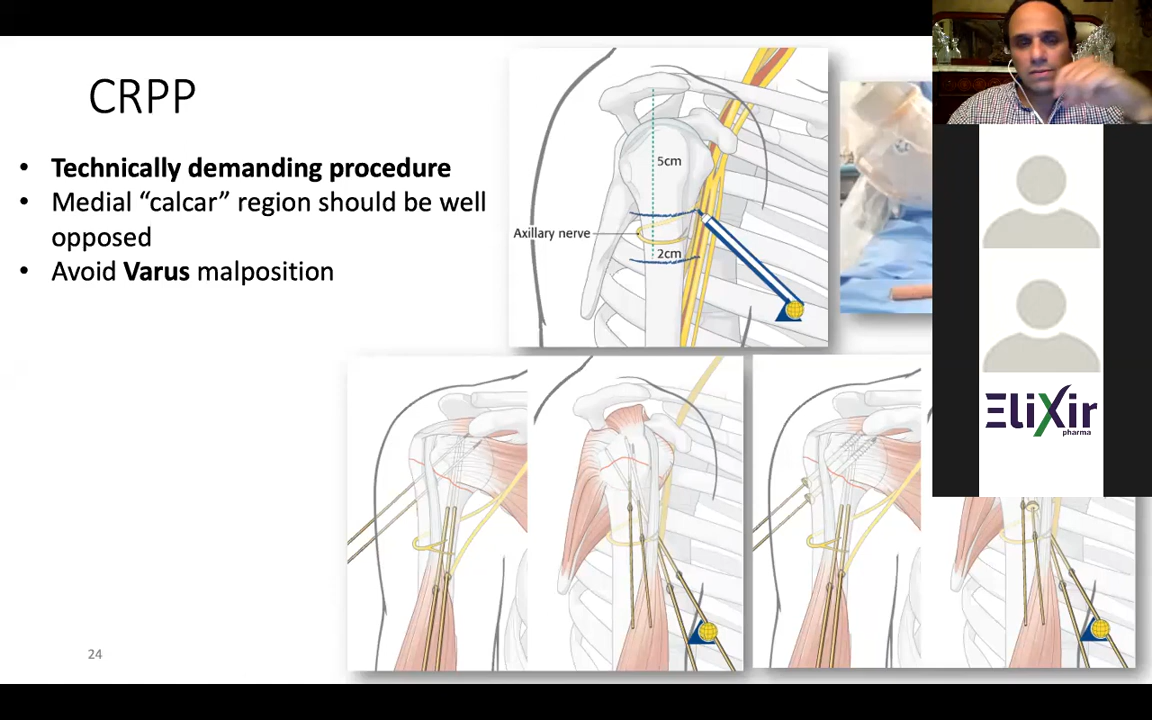 CRPP
• Technically demanding procedure
• Medial “calcar” region should be well
opposed
• Avoid Varus malposition
5cm
Axillary nerve
2cm
EliXir
pharma
24